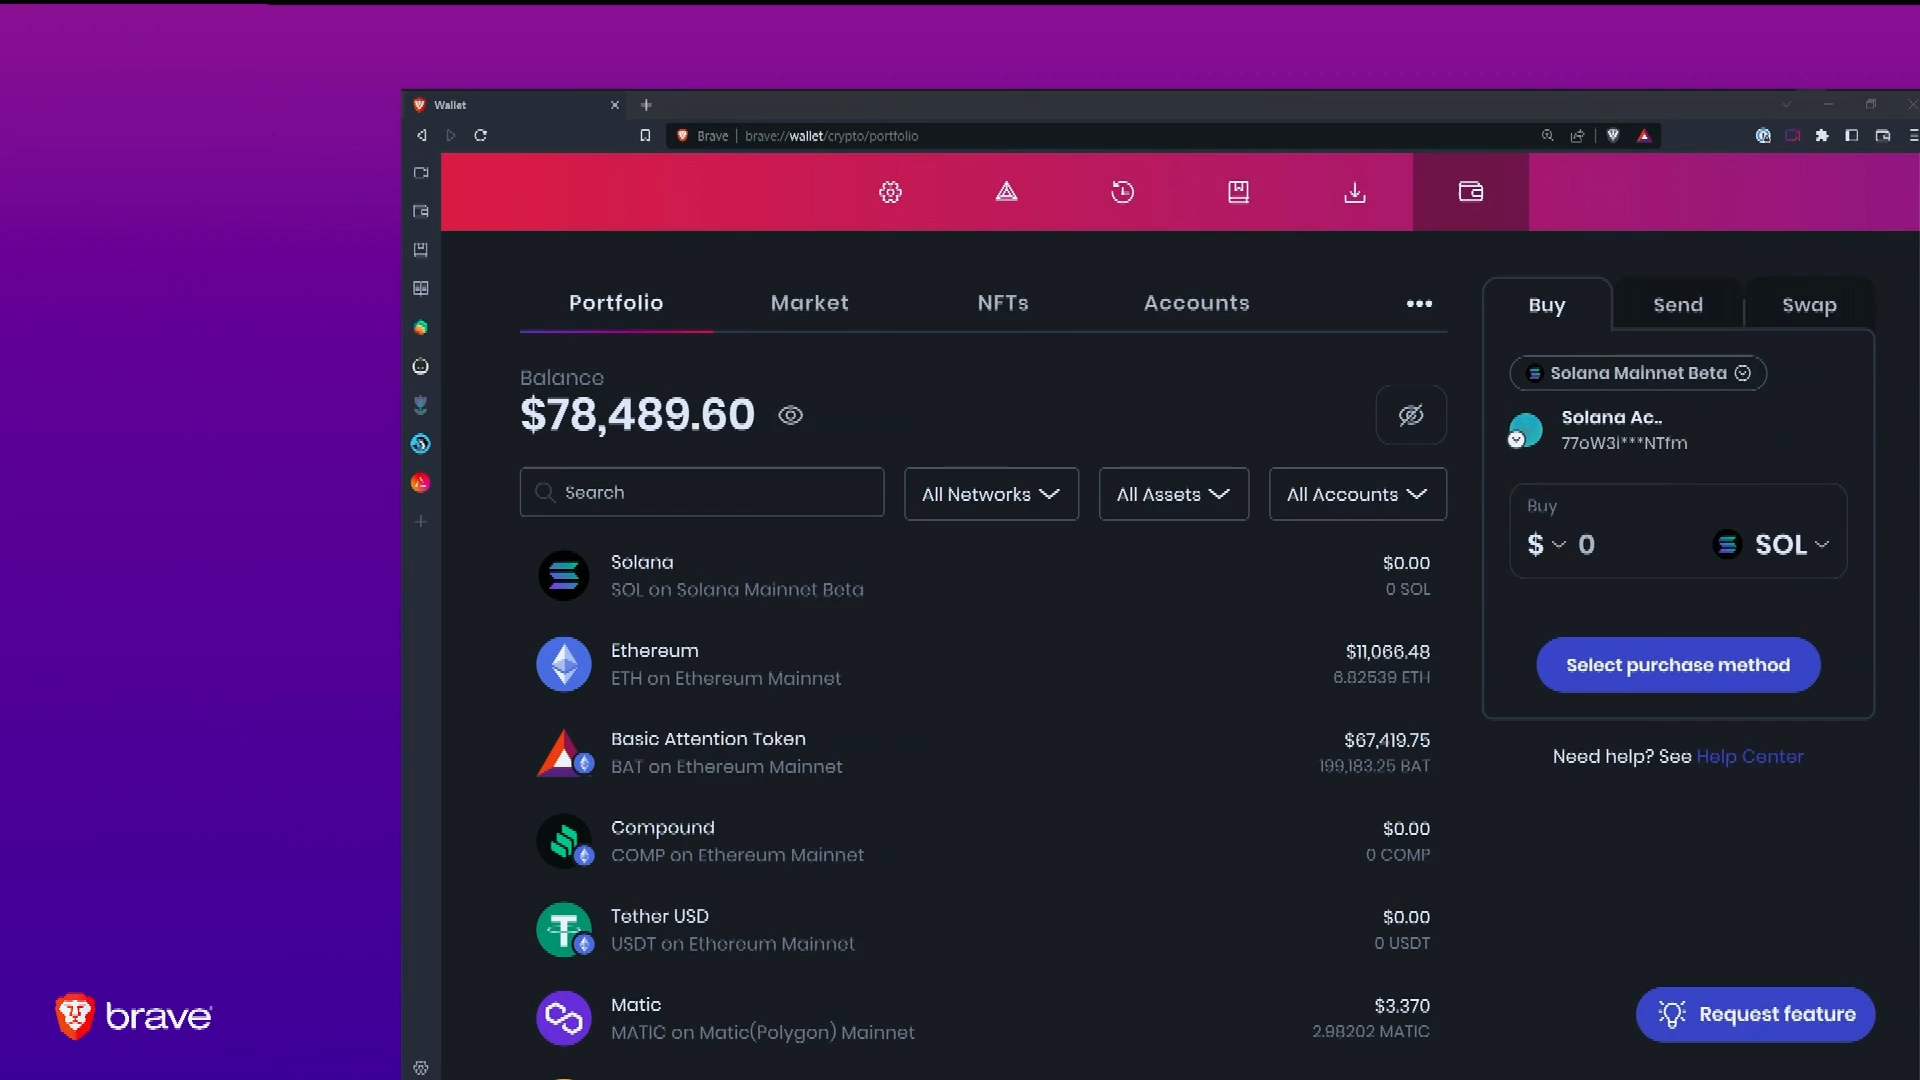 Wallet
Brave | brave://wallet/crypto/portfolio
Portfolio Market NFTs Accounts •••
Buy Send Swap
Balance
$78,489.60
Solana Mainnet Beta
Solana Ac..
77oW3i***NTfm
Search
All Networks All Assets All Accounts
Buy
$ 0 SOL
Solana $0.00
SOL on Solana Mainnet Beta 0 SOL
Ethereum $11,066.48
ETH on Ethereum Mainnet 6.82539 ETH
Select purchase method
Basic Attention Token $67,419.75
BAT on Ethereum Mainnet 199,183.25 BAT
Need help? See Help Center
Compound $0.00
COMP on Ethereum Mainnet 0 COMP
Tether USD $0.00
USDT on Ethereum Mainnet 0 USDT
Matic $3.370
MATIC on Matic(Polygon) Mainnet 2.98202 MATIC
Request feature
brave